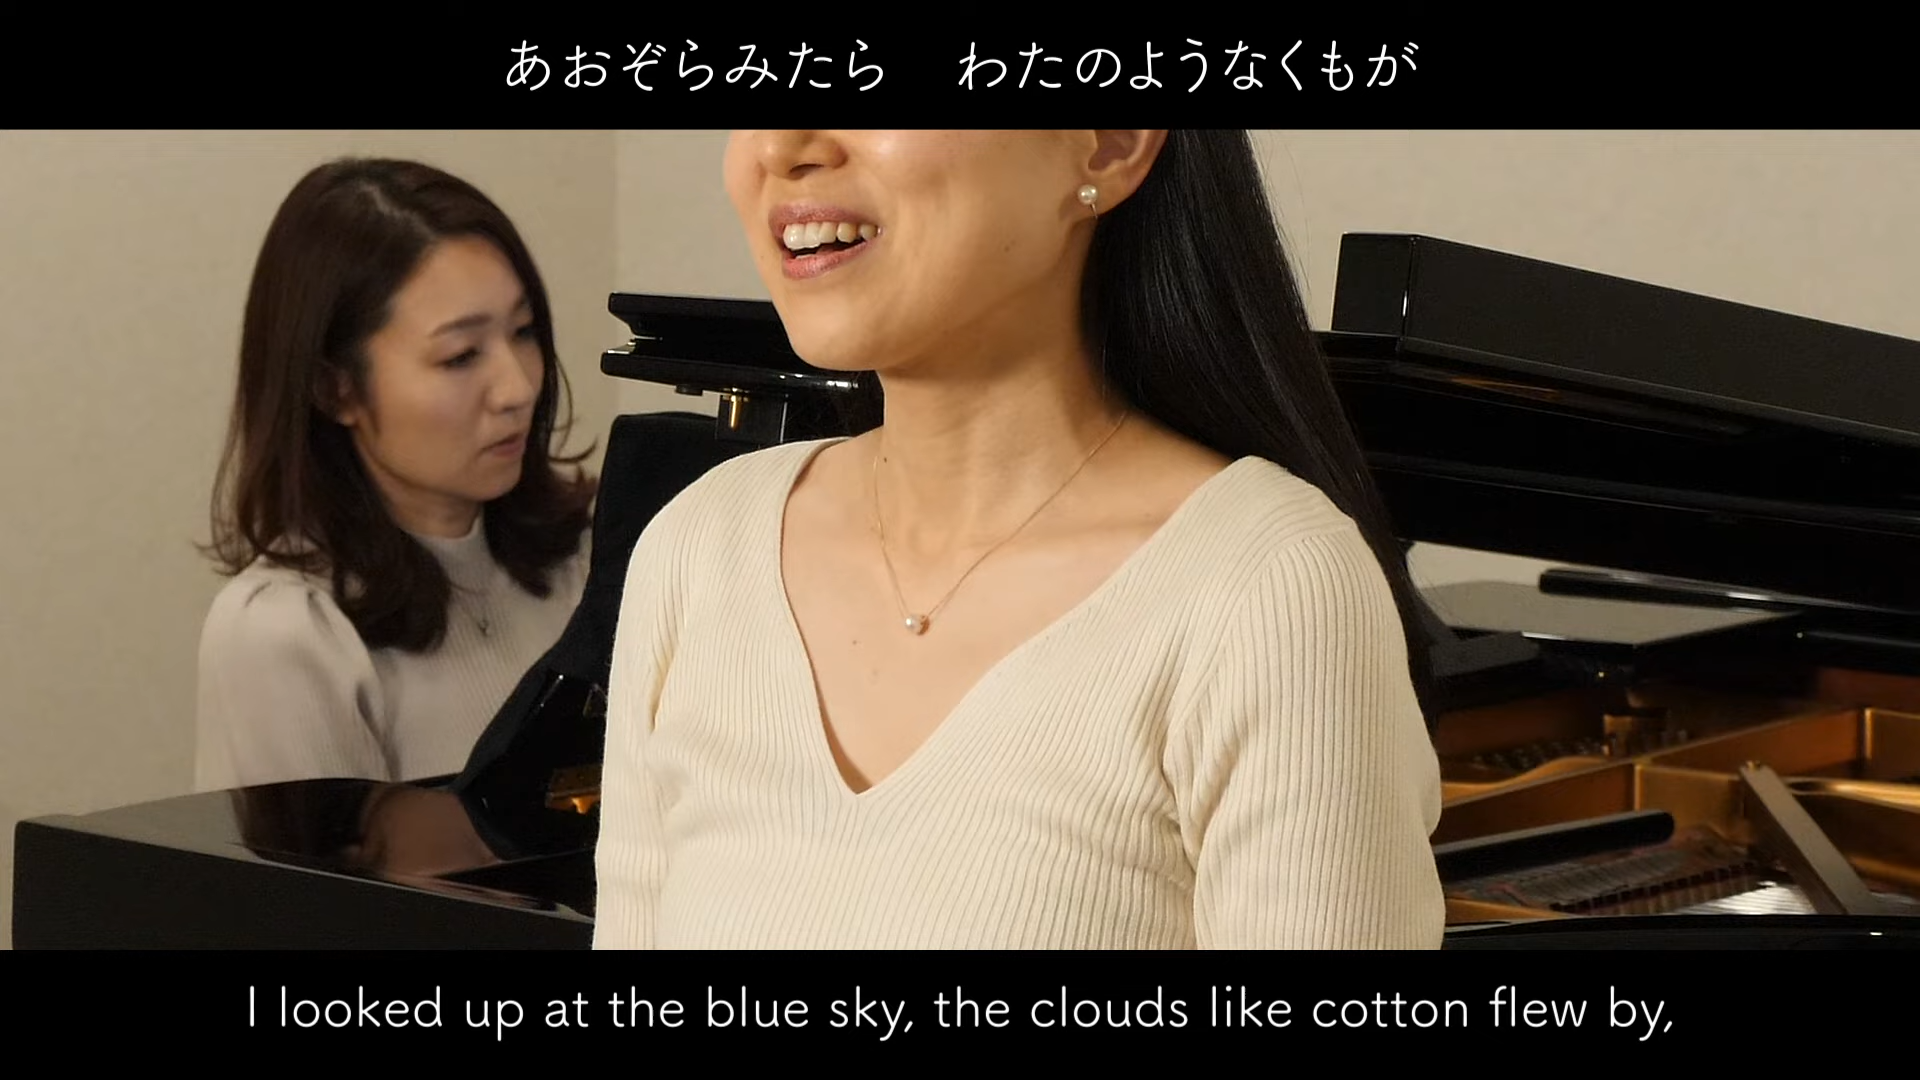 あおぞらみたら　わたのようなくもが
I looked up at the blue sky, the clouds like cotton flew by,